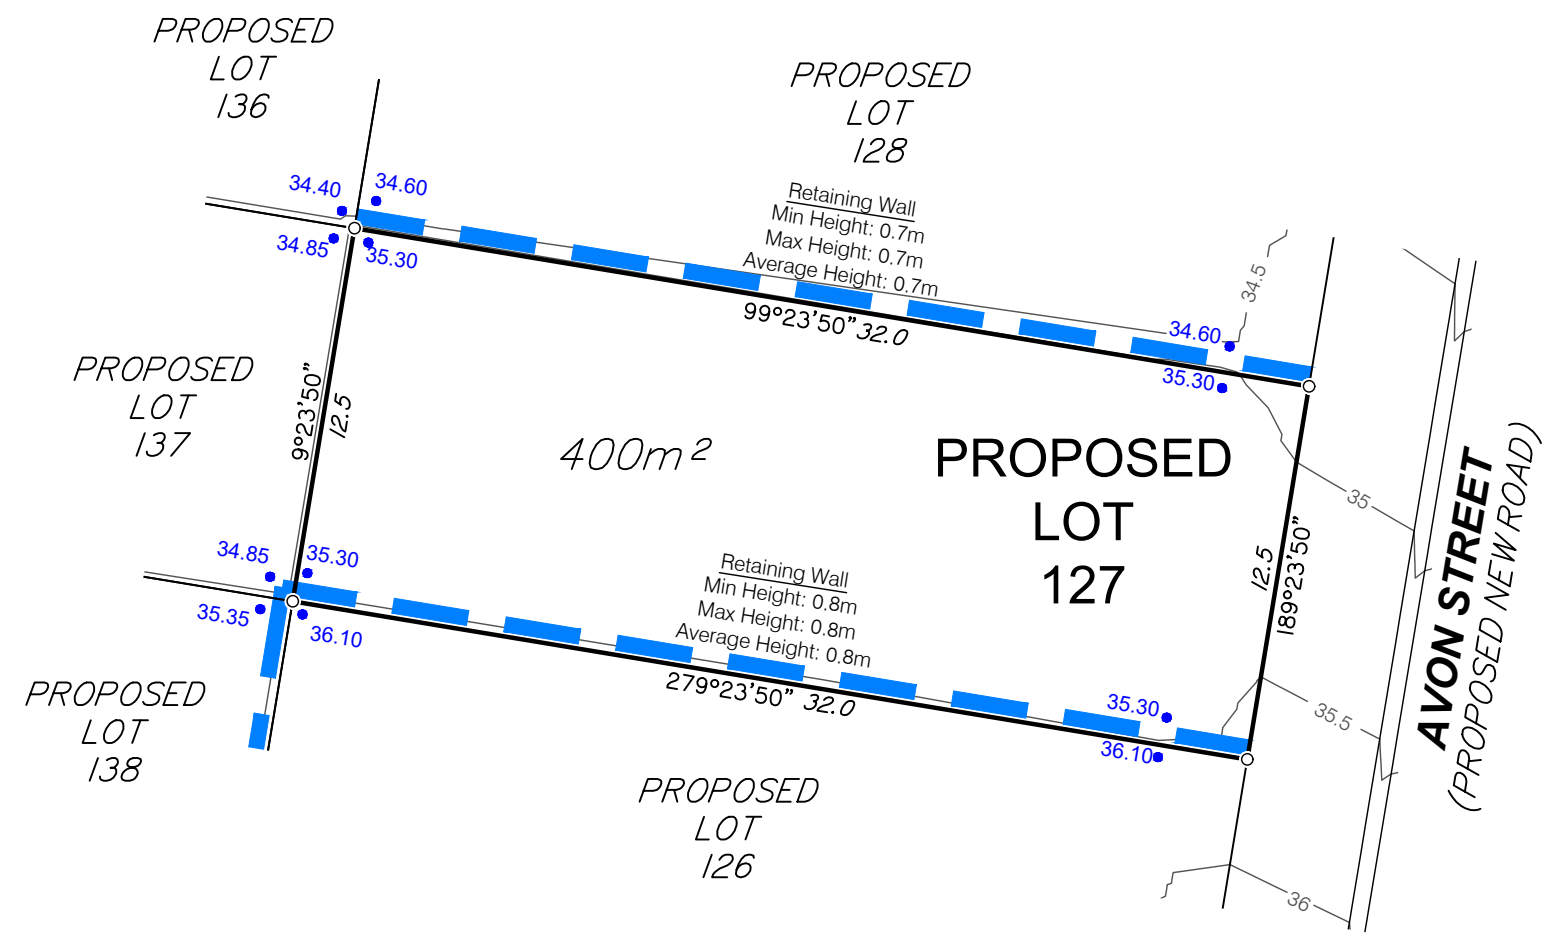 PROPOSED
LOT
136
PROPOSED
LOT
128
34.40
34.60
34.85
35.30
Retaining Wall
Min Height: 0.7m
Max Height: 0.7m
Average Height: 0.7m
99°23'50" 32.0
34.5
34.60
35.30
PROPOSED
LOT
137
9°23'50"
12.5
400m²
PROPOSED
LOT
127
35
12.5
189°23'50"
AVON STREET
(PROPOSED NEW ROAD)
34.85
35.30
35.35
36.10
Retaining Wall
Min Height: 0.8m
Max Height: 0.8m
Average Height: 0.8m
279°23'50" 32.0
35.30
36.10
35.5
PROPOSED
LOT
138
PROPOSED
LOT
126
36